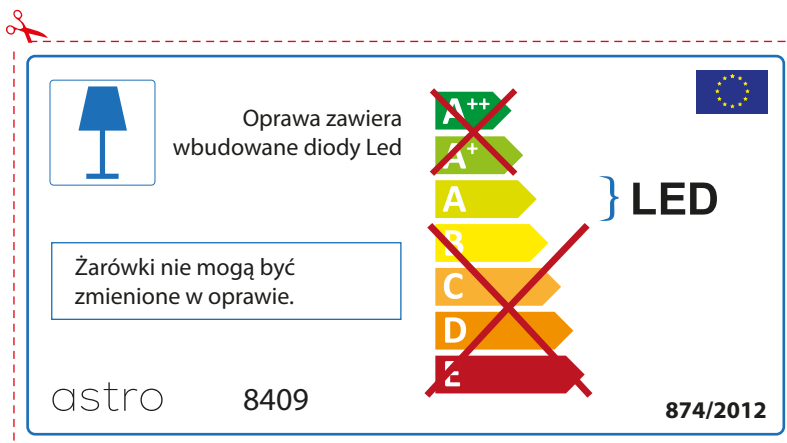 Oprawa zawiera
wbudowane diody Led
A++
A+
A
B
C
D
E
LED
Żarówki nie mogą być
zmienione w oprawie.
astro
8409
874/2012